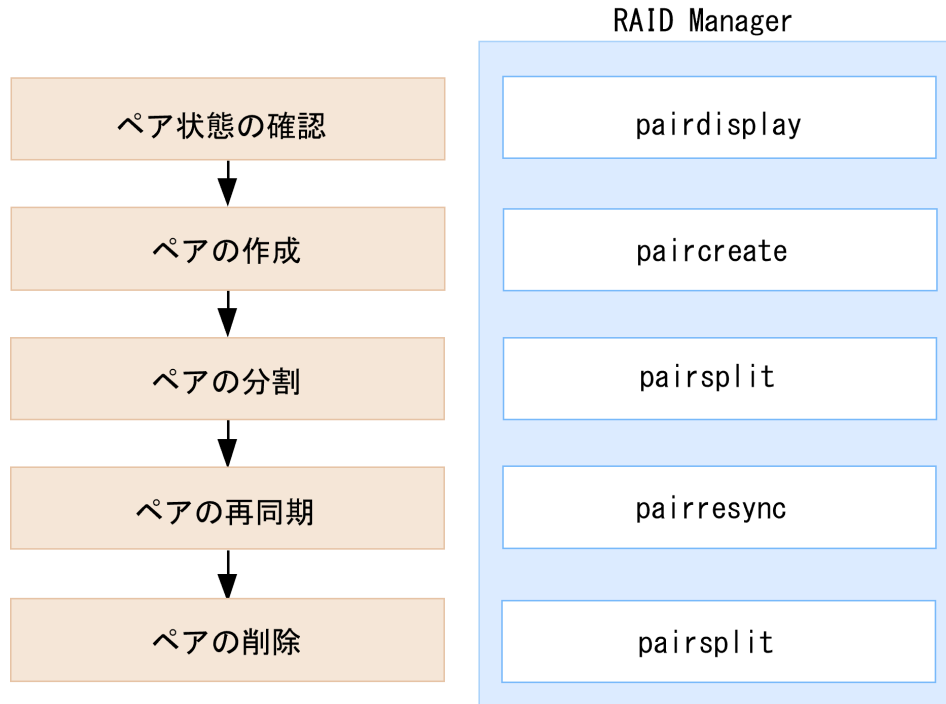 RAID Manager
ペア状態の確認
pairdisplay
ペアの作成
paircreate
ペアの分割
pairsplit
ペアの再同期
pairresync
ペアの削除
pairsplit